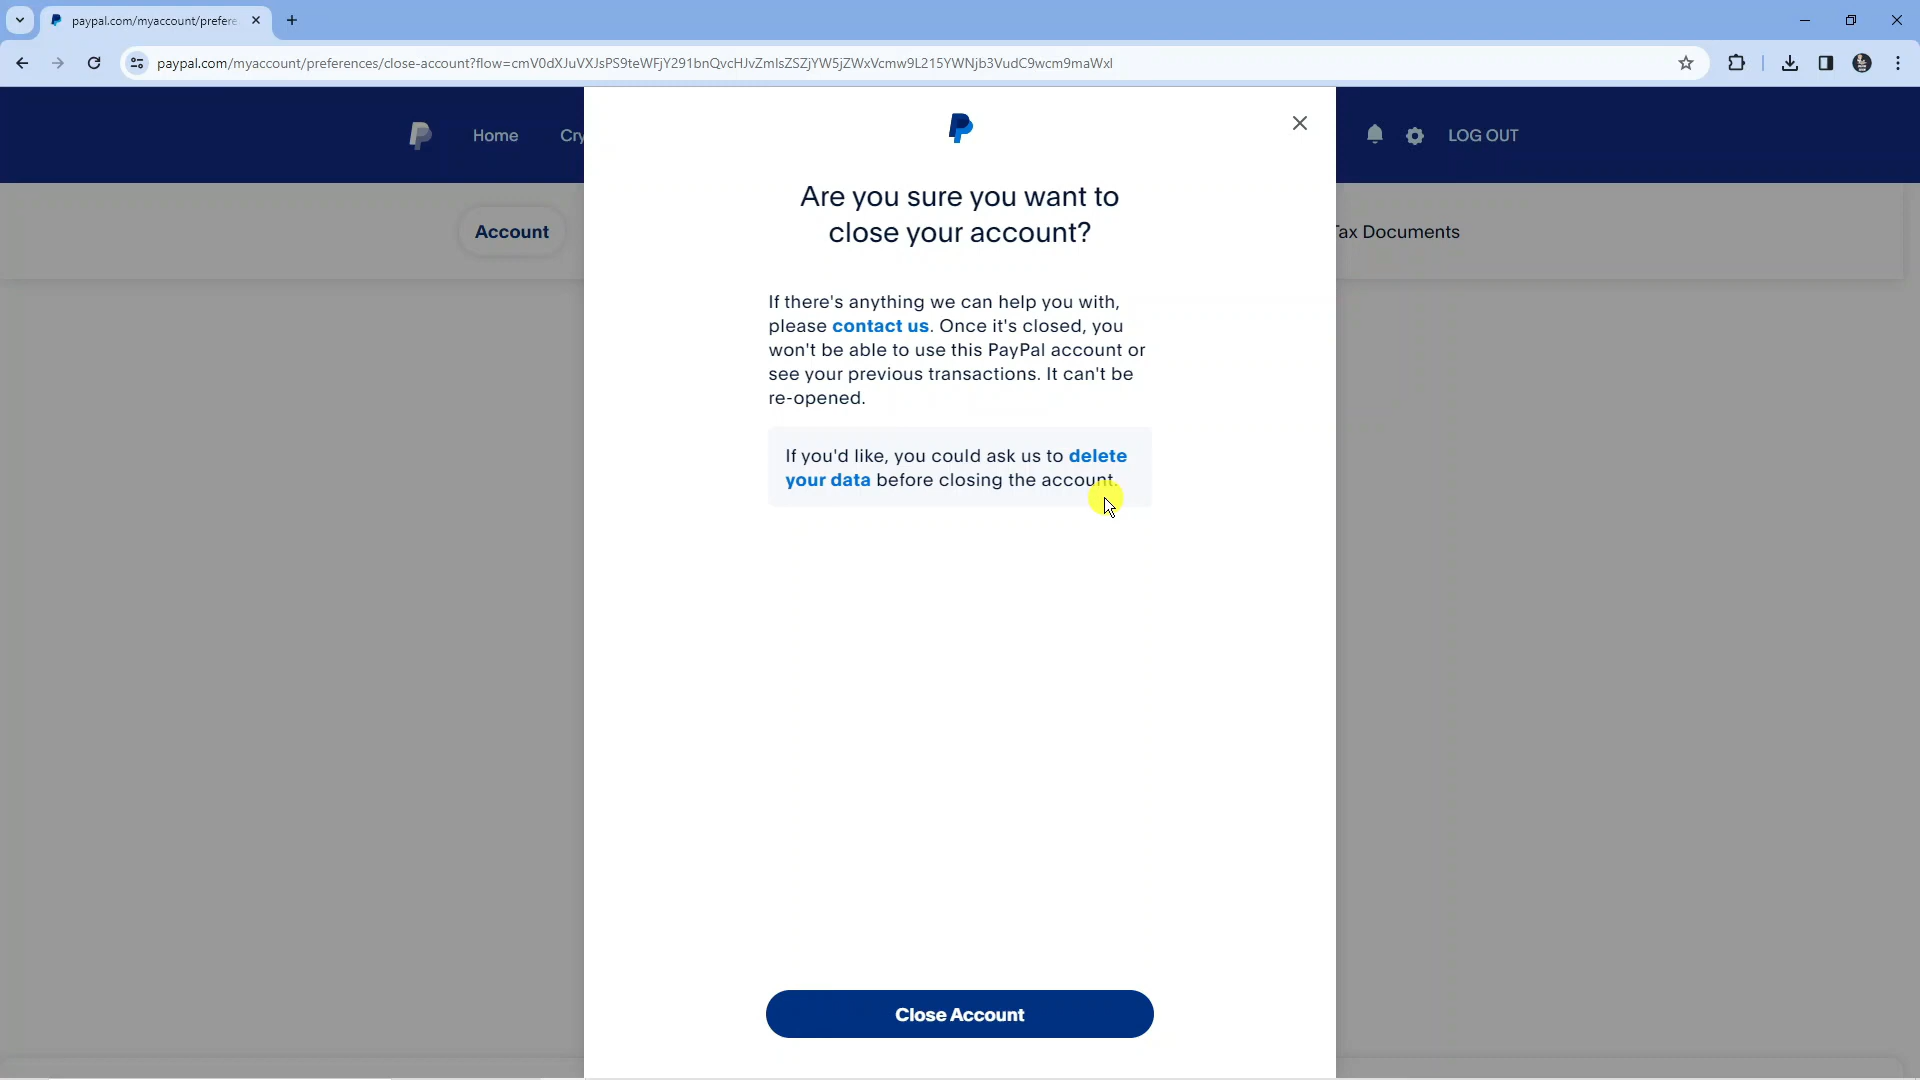 paypal.com/myaccount/prefere
paypal.com/myaccount/preferences/close-account?flow=cmV0dXJuVXJsPS9teWFjY291bnQvcHJvZmlsZSZjYW5jZWxVcmw9L215YWNjb3VudC9wcm9maWxl
Home Cry LOG OUT
Account Tax Documents
Are you sure you want to
close your account?
If there's anything we can help you with,
please contact us. Once it's closed, you
won't be able to use this PayPal account or
see your previous transactions. It can't be
re-opened.
If you'd like, you could ask us to delete
your data before closing the account.
Close Account